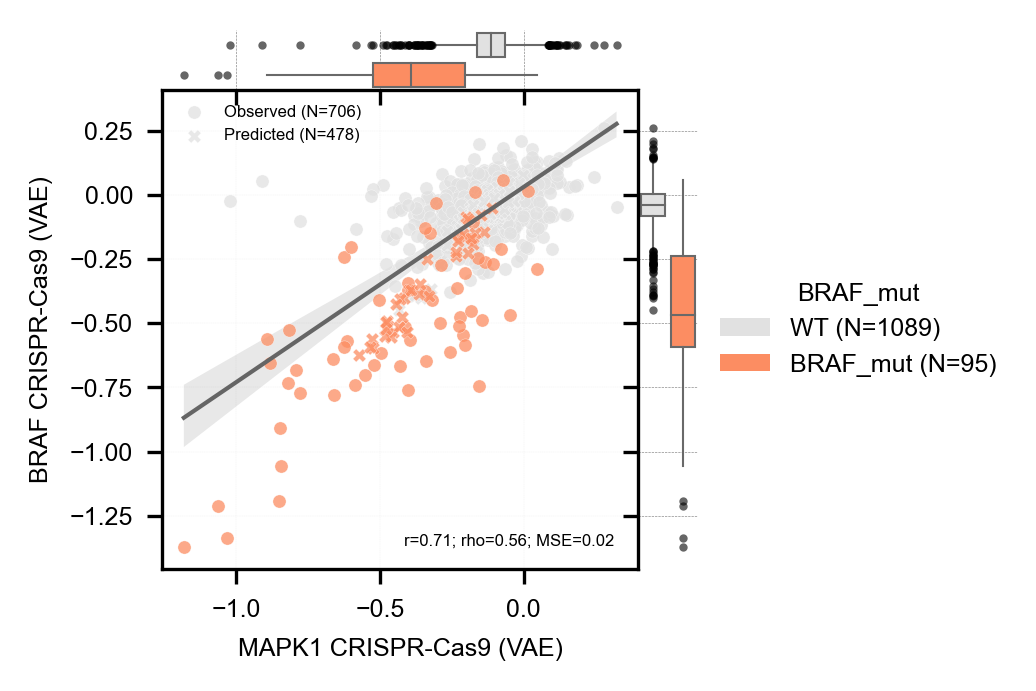 Observed (N=706)
Predicted (N=478)
0.25
0.00
−0.25
−0.50
−0.75
−1.00
−1.25
BRAF CRISPR-Cas9 (VAE)
r=0.71; rho=0.56; MSE=0.02
−1.0
−0.5
0.0
MAPK1 CRISPR-Cas9 (VAE)
BRAF_mut
WT (N=1089)
BRAF_mut (N=95)